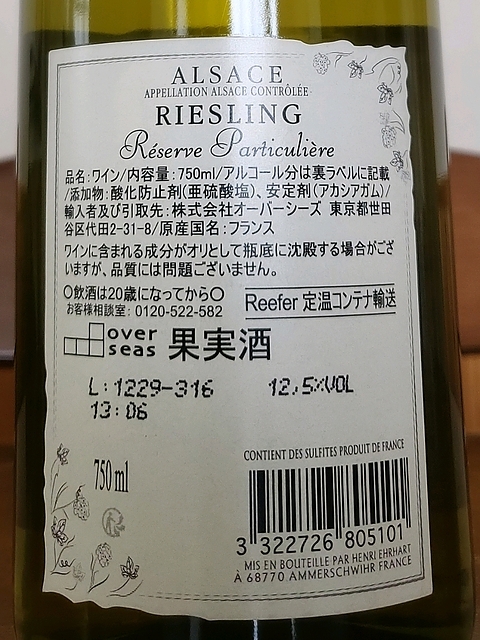 ALSACE
APPELLATION ALSACE CONTRÔLÉE
RIESLING
Réserve Particulière
品名:ワイン/内容量:750ml/アルコール分は裏ラベルに記載
/添加物:酸化防止剤(亜硫酸塩)、安定剤(アカシアガム)/
輸入者及び引取先:株式会社オーバーシーズ 東京都世田
谷区代田2-31-8/原産国名:フランス
ワインに含まれる成分がオリとして瓶底に沈殿する場合がござい
ますが、品質には問題ございません。
〇飲酒は20歳になってから〇
お客様相談室:0120-522-582
Reefer 定温コンテナ輸送
over
seas
果実酒
L:1229-316 12,5%VOL
13:06
CONTIENT DES SULFITES PRODUIT DE FRANCE
750 ml
3 322726 805101
MIS EN BOUTEILLE PAR HENRI EHRHART
À 68770 AMMERSCHWIHR FRANCE